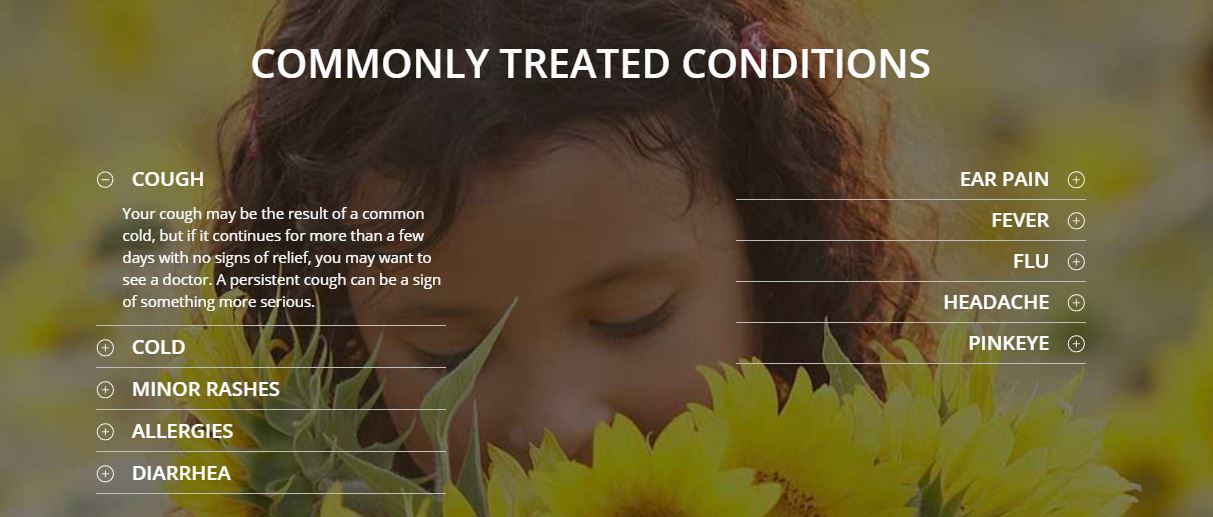 COMMONLY TREATED CONDITIONS
COUGH
Your cough may be the result of a common
cold, but if it continues for more than a few
days with no signs of relief, you may want to
see a doctor. A persistent cough can be a sign
of something more serious.
COLD
MINOR RASHES
ALLERGIES
DIARRHEA
EAR PAIN
FEVER
FLU
HEADACHE
PINKEYE